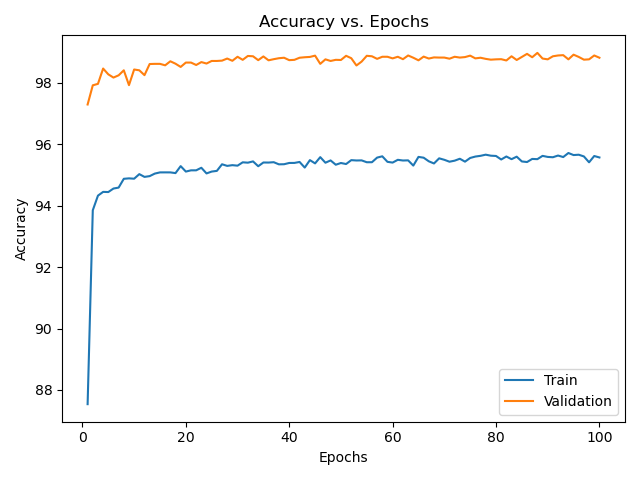 Accuracy vs. Epochs
Accuracy
98
96
94
92
90
88
0 20 40 60 80 100
Epochs
Train
Validation